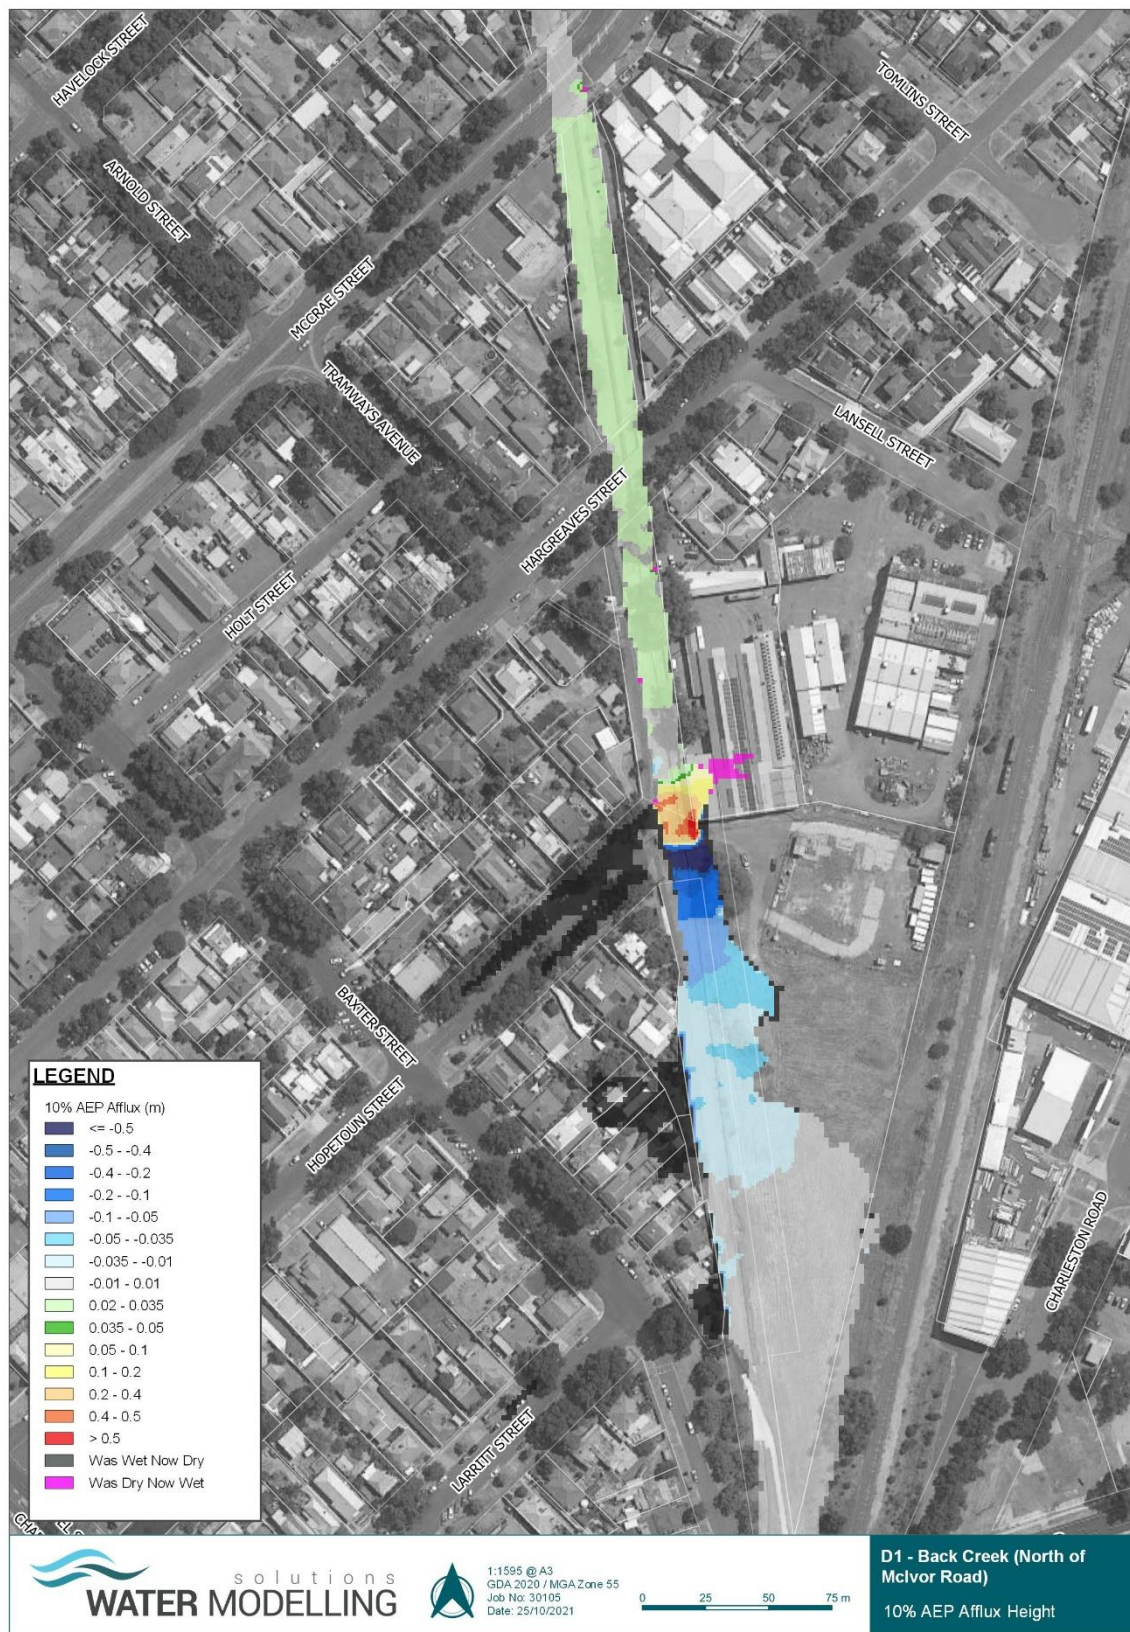 HAVELOCK STREET
TOMLINS STREET
ARNOLD STREET
MCCRAE STREET
TRAMWAYS AVENUE
LANSELL STREET
HARGREAVES STREET
HOLT STREET
BAXTER STREET
HOPETOUN STREET
CHARLESTON ROAD
LARRITT STREET
LEGEND
10% AEP Afflux (m)
<= -0.5
-0.5 - -0.4
-0.4 - -0.2
-0.2 - -0.1
-0.1 - -0.05
-0.05 - -0.035
-0.035 - -0.01
-0.01 - 0.01
0.02 - 0.035
0.035 - 0.05
0.05 - 0.1
0.1 - 0.2
0.2 - 0.4
0.4 - 0.5
> 0.5
Was Wet Now Dry
Was Dry Now Wet
solutions
WATER MODELLING
1:1595 @ A3
GDA 2020 / MGA Zone 55
Job No: 30105
Date: 25/10/2021
0 25 50 75 m
D1 - Back Creek (North of
McIvor Road)
10% AEP Afflux Height